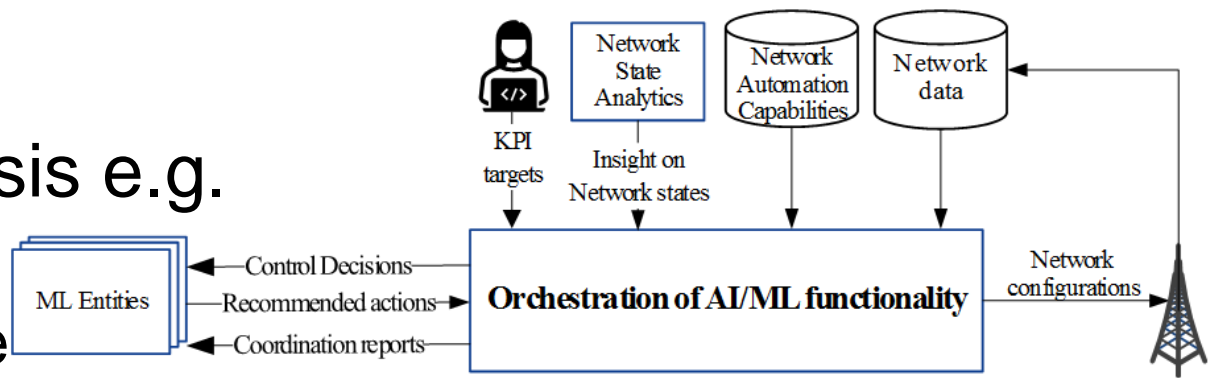 Network
State
Analytics
Network
Automation
Capabilities
Network
data
KPI
targets
Insight on
Network states
sis e.g.
ML Entities
Control Decisions
Recommended actions
Coordination reports
Orchestration of AI/ML functionality
Network
configurations
e